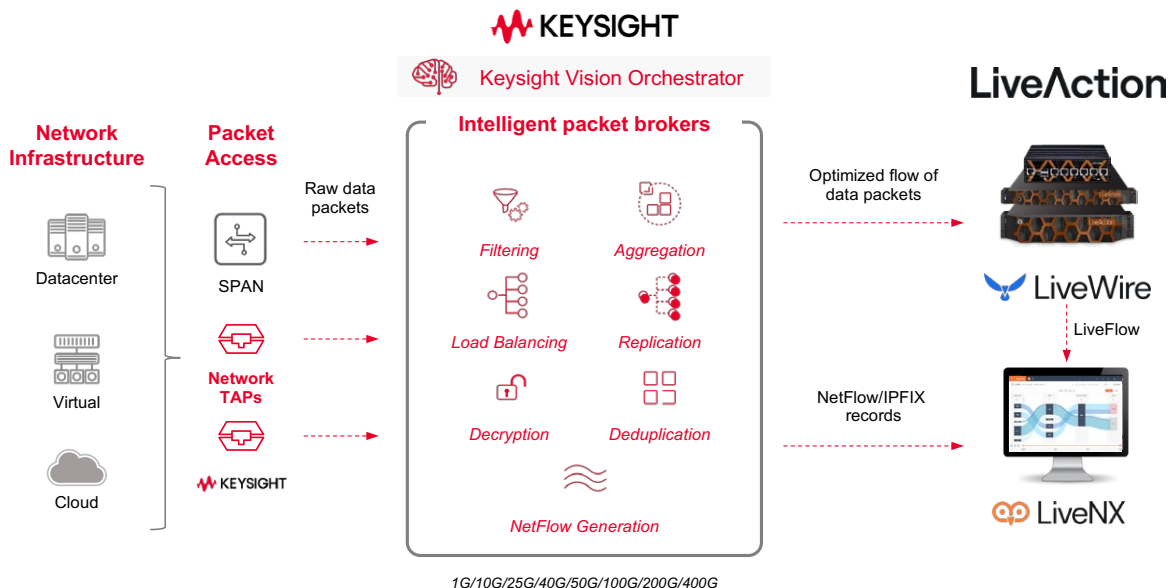 KEYSIGHT
Keysight Vision Orchestrator
LiveAction
Network
Infrastructure
Packet
Access
Intelligent packet brokers
Raw data
packets
Optimized flow of
data packets
Datacenter
SPAN
Filtering
Aggregation
LiveWire
LiveFlow
Virtual
Network
TAPs
Load Balancing
Replication
NetFlow/IPFIX
records
Decryption
Deduplication
Cloud
KEYSIGHT
NetFlow Generation
LiveNX
1G/10G/25G/40G/50G/100G/200G/400G